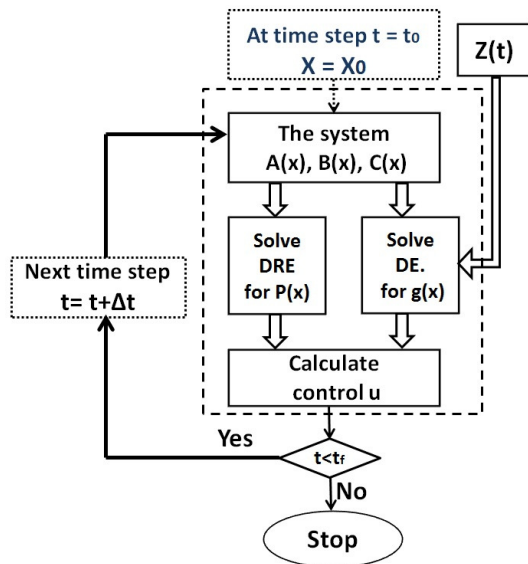 At time step t = t₀
X = X₀
Z(t)
The system
A(x), B(x), C(x)
Solve
DRE
for P(x)
Solve
DE.
for g(x)
Next time step
t= t+Δt
Calculate
control u
Yes
t<t_f
No
Stop